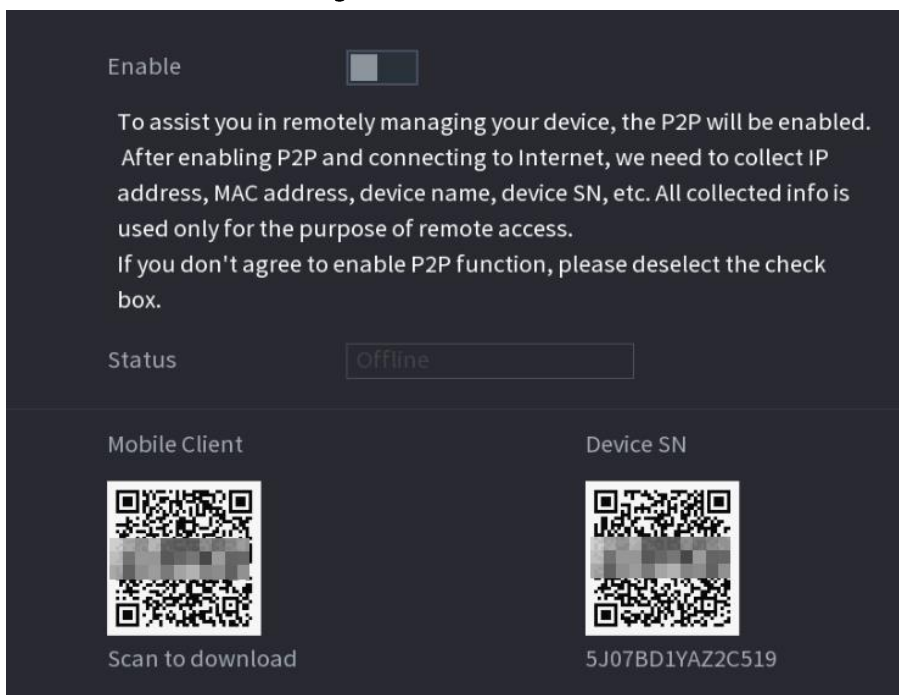 Enable
To assist you in remotely managing your device, the P2P will be enabled.
After enabling P2P and connecting to Internet, we need to collect IP
address, MAC address, device name, device SN, etc. All collected info is
used only for the purpose of remote access.
If you don't agree to enable P2P function, please deselect the check
box.
Status
Offline
Mobile Client
Device SN
Scan to download
5J07BD1YAZ2C519